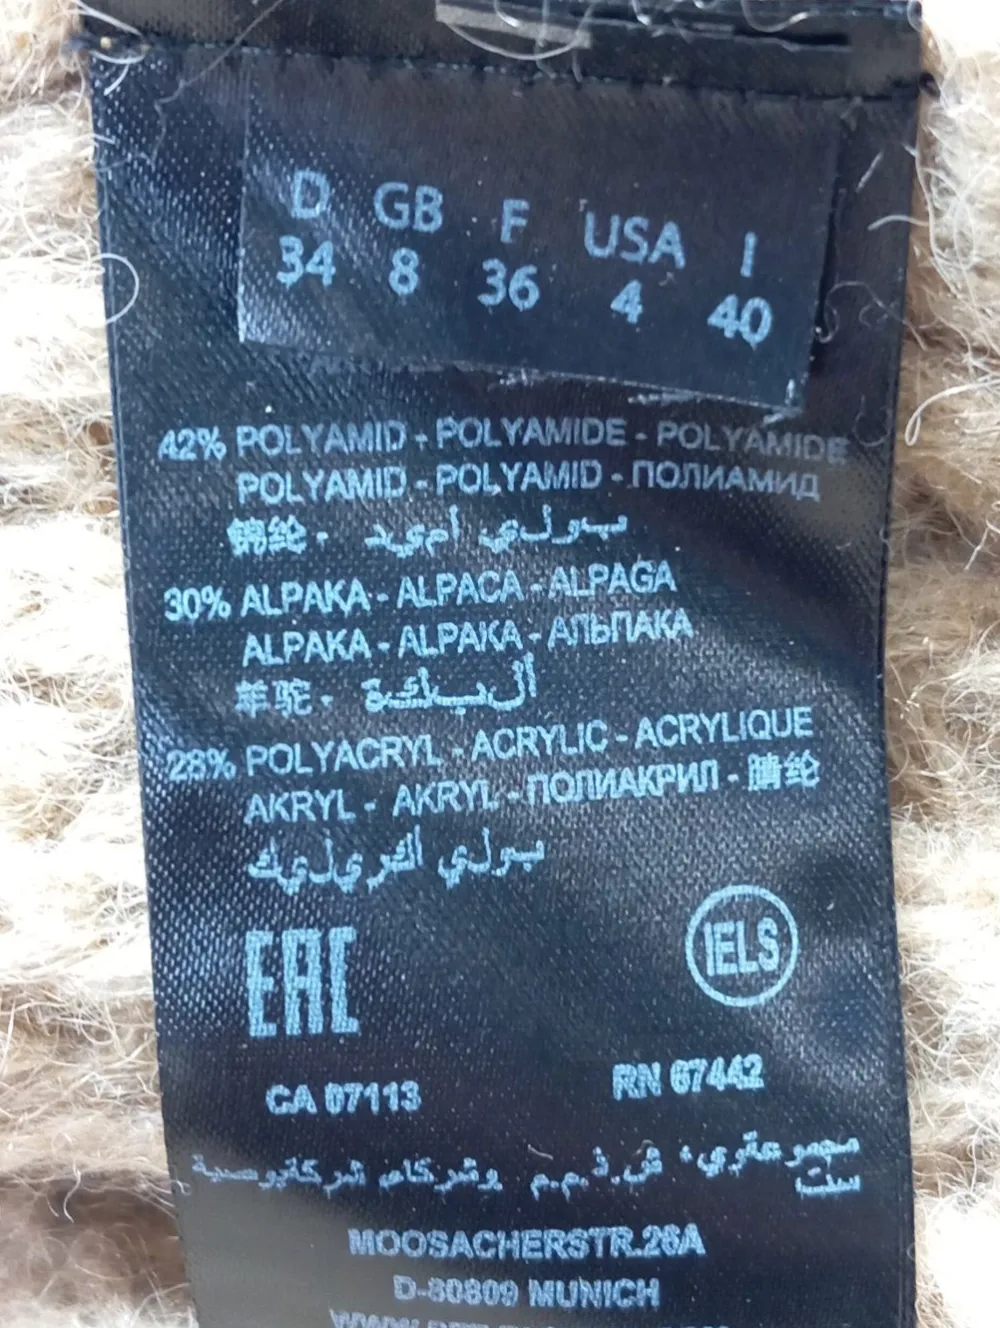 D GB F USA I
34 8 36 4 40
42% POLYAMID - POLYAMIDE - POLYAMIDE
POLYAMID - POLYAMID - ПОЛИАМИД
锦纶 - بولي أميد
30% ALPAKA - ALPACA - ALPAGA
ALPAKA - ALPAKA - АЛЬПАКА
羊驼 - ألبكة
28% POLYACRYL - ACRYLIC - ACRYLIQUE
AKRYL - AKRYL - ПОЛИАКРИЛ - 腈纶
بولي أكريليك
EAC
IELS
CA 07113
RN 67442
MOOSACHERSTR.26A
D-80809 MUNICH